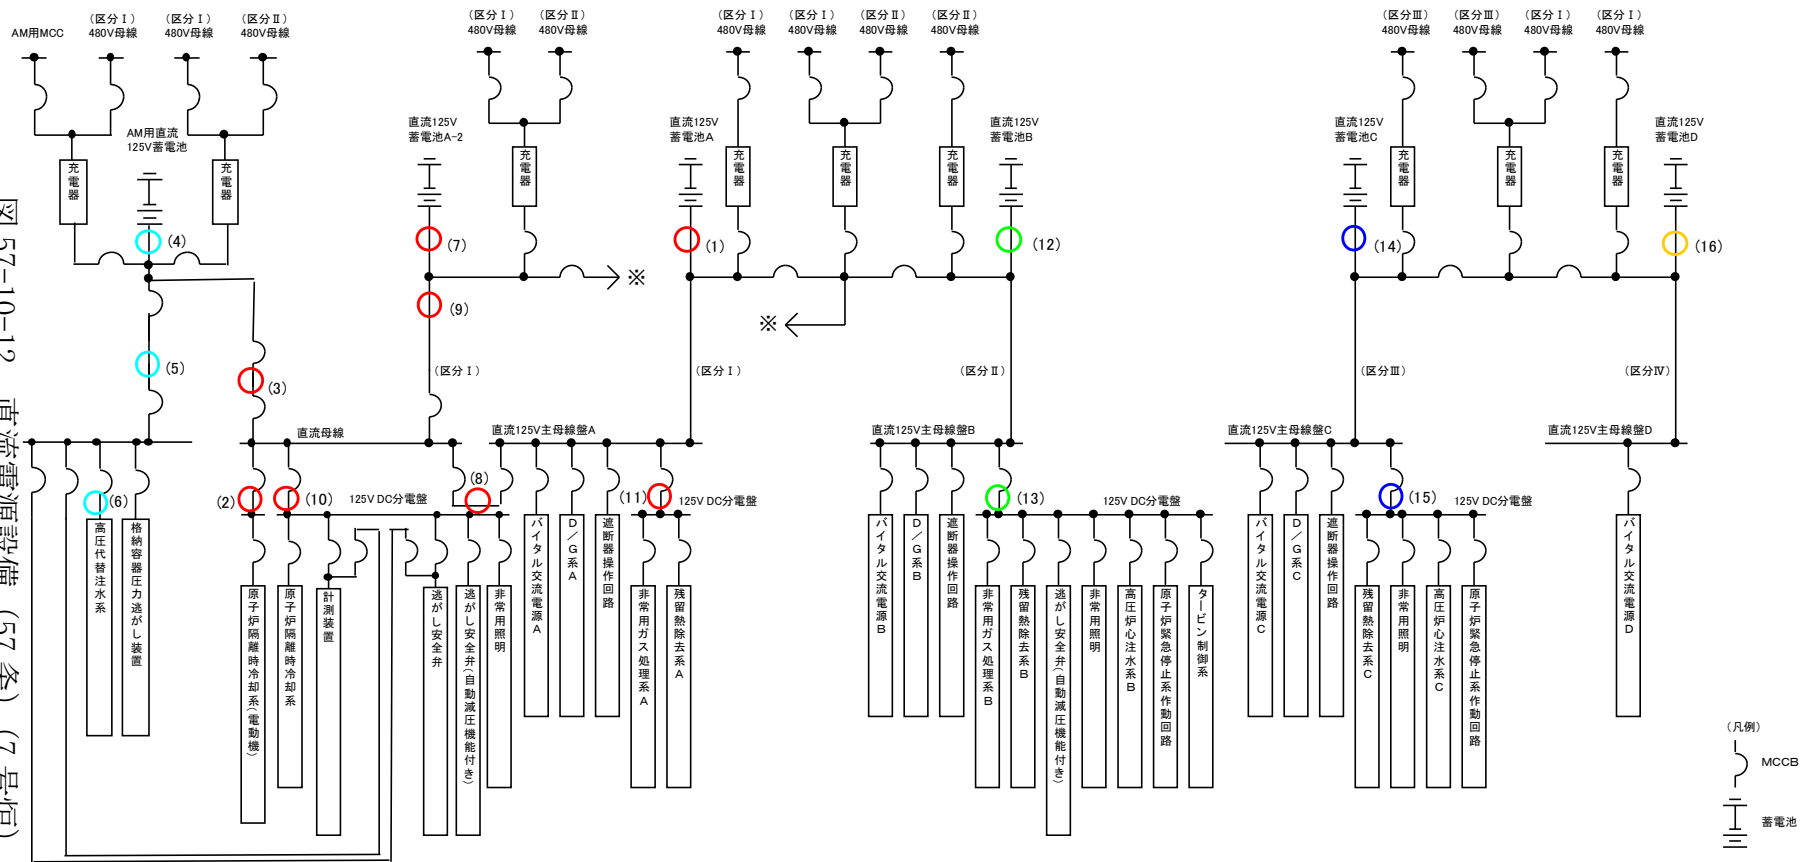 AM用MCC
(区分Ⅰ)
480V母線
(区分Ⅰ)
480V母線
(区分Ⅱ)
480V母線
(区分Ⅰ)
480V母線
(区分Ⅱ)
480V母線
(区分Ⅰ)
480V母線
(区分Ⅰ)
480V母線
(区分Ⅱ)
480V母線
(区分Ⅱ)
480V母線
(区分Ⅲ)
480V母線
(区分Ⅲ)
480V母線
(区分Ⅰ)
480V母線
(区分Ⅰ)
480V母線
AM用直流
125V蓄電池
直流125V
蓄電池A-2
直流125V
蓄電池A
直流125V
蓄電池B
直流125V
蓄電池C
直流125V
蓄電池D
充電器
充電器
充電器
充電器
充電器
充電器
充電器
充電器
充電器
(4)
(7)
(1)
(12)
(14)
(16)
※
(9)
※
(5)
(3)
(区分Ⅰ)
(区分Ⅰ)
(区分Ⅱ)
(区分Ⅲ)
(区分Ⅳ)
直流母線
直流125V主母線盤A
直流125V主母線盤B
直流125V主母線盤C
直流125V主母線盤D
(6)
(2)
(10)
125V DC分電盤
(8)
(11)
125V DC分電盤
(13)
125V DC分電盤
(15)
125V DC分電盤
高圧代替注水系
格納容器圧力逃がし装置
原子炉隔離時冷却系(電動機)
原子炉隔離時冷却系
計測装置
逃がし安全弁
逃がし安全弁(自動減圧機能付き)
非常用照明
バイタル交流電源A
D/G系A
遮断器操作回路
非常用ガス処理系A
残留熱除去系A
バイタル交流電源B
D/G系B
遮断器操作回路
非常用ガス処理系B
残留熱除去系B
逃がし安全弁(自動減圧機能付き)
非常用照明
高圧炉心注水系B
原子炉緊急停止系作動回路
タービン制御系
バイタル交流電源C
D/G系C
遮断器操作回路
残留熱除去系C
非常用照明
高圧炉心注水系C
原子炉緊急停止系作動回路
バイタル交流電源D
(凡例)
MCCB
蓄電池
図 57-10-12 直流電源設備 (57 条) (7 号炉)